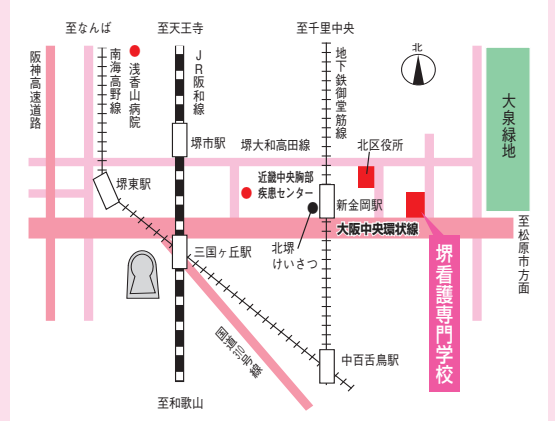 至なんば
至天王寺
至千里中央
北
阪神高速道路
南海高野線
浅香山病院
JR阪和線
地下鉄御堂筋線
大泉緑地
堺市駅
堺大和高田線
北区役所
堺東駅
近畿中央胸部
疾患センター
新金岡駅
大阪中央環状線
至松原市方面
三国ヶ丘駅
北堺
けいさつ
堺看護専門学校
国道310号線
中百舌鳥駅
至和歌山